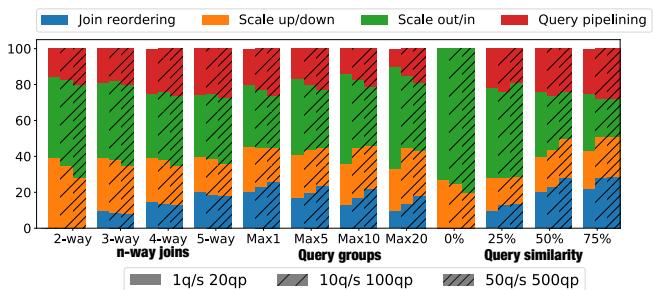 Join reordering Scale up/down Scale out/in Query pipelining
100
80
60
40
20
0
2-way 3-way 4-way 5-way Max1 Max5 Max10 Max20 0% 25% 50% 75%
n-way joins Query groups Query similarity
1q/s 20qp 10q/s 100qp 50q/s 500qp